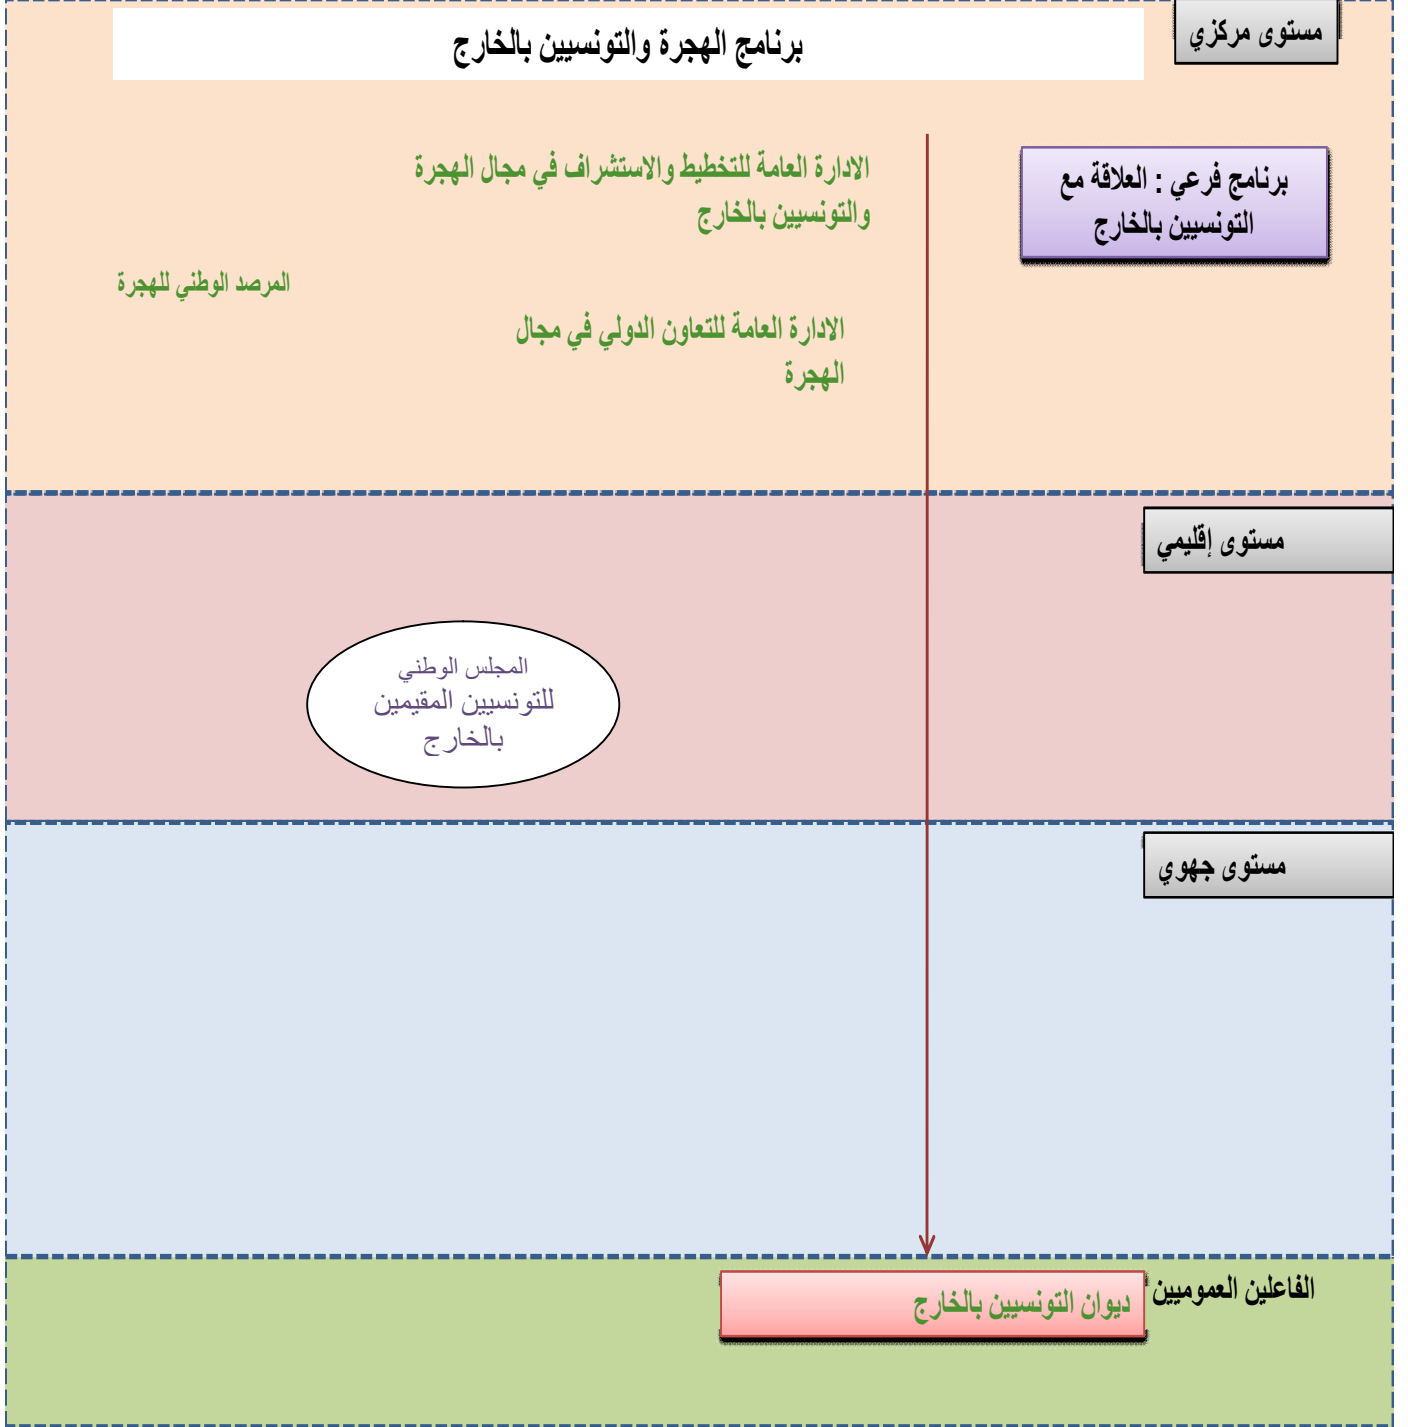 مستوى مركزي
برنامج الهجرة والتونسيين بالخارج
برنامج فرعي : العلاقة مع
التونسيين بالخارج
الادارة العامة للتخطيط والاستشراف في مجال الهجرة
والتونسيين بالخارج
المرصد الوطني للهجرة
الادارة العامة للتعاون الدولي في مجال
الهجرة
مستوى إقليمي
المجلس الوطني
للتونسيين المقيمين
بالخارج
مستوى جهوي
الفاعلين العموميين
ديوان التونسيين بالخارج